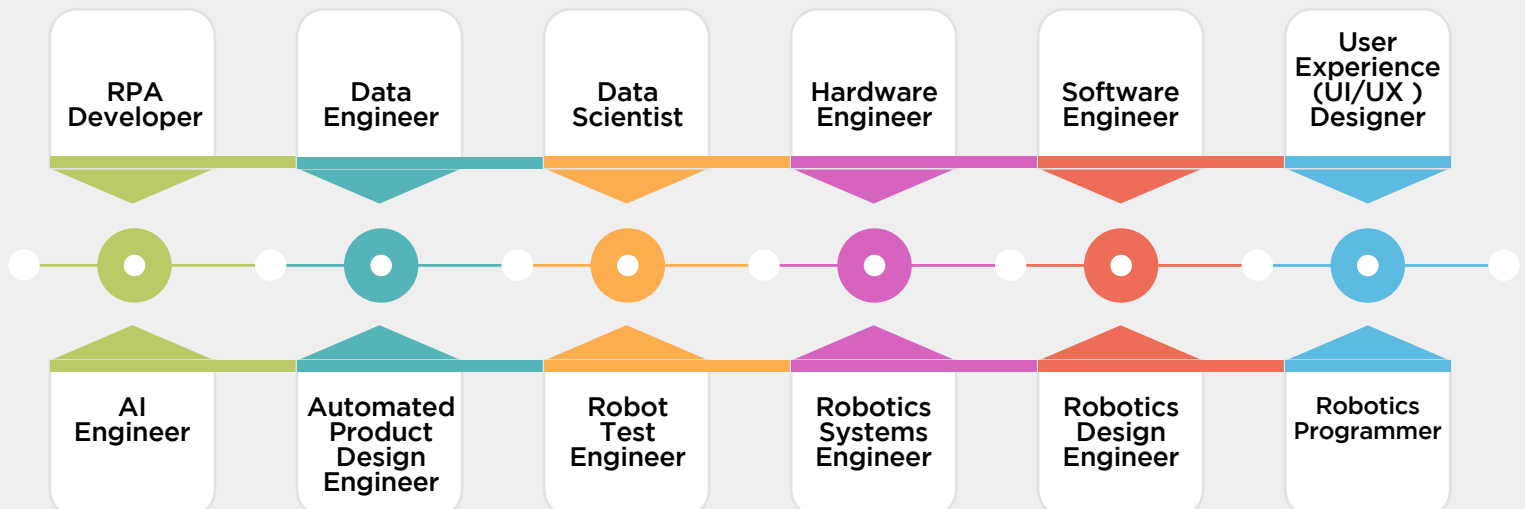 RPA
Developer
Data
Engineer
Data
Scientist
Hardware
Engineer
Software
Engineer
User
Experience
(UI/UX )
Designer
AI
Engineer
Automated
Product
Design
Engineer
Robot
Test
Engineer
Robotics
Systems
Engineer
Robotics
Design
Engineer
Robotics
Programmer